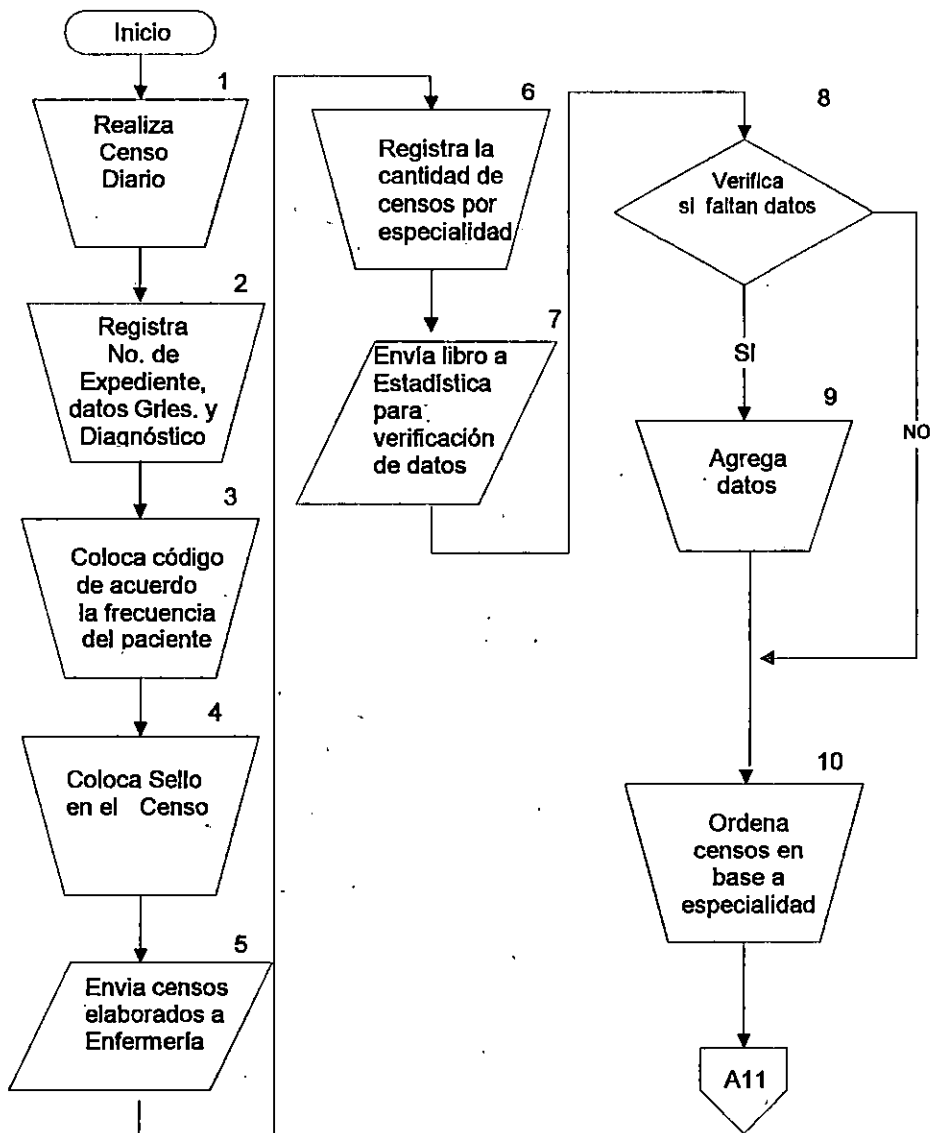 Inicio
1
Realiza
Censo
Diario
2
Registra
No. de
Expediente,
datos Grles. y
Diagnóstico
3
Coloca código
de acuerdo
la frecuencia
del paciente
4
Coloca Sello
en el Censo
5
Envia censos
elaborados a
Enfermería
6
Registra la
cantidad de
censos por
especialidad
7
Envía libro a
Estadística
para
verificación
de datos
8
Verifica
si faltan datos
SÍ
NO
9
Agrega
datos
10
Ordena
censos en
base a
especialidad
A11